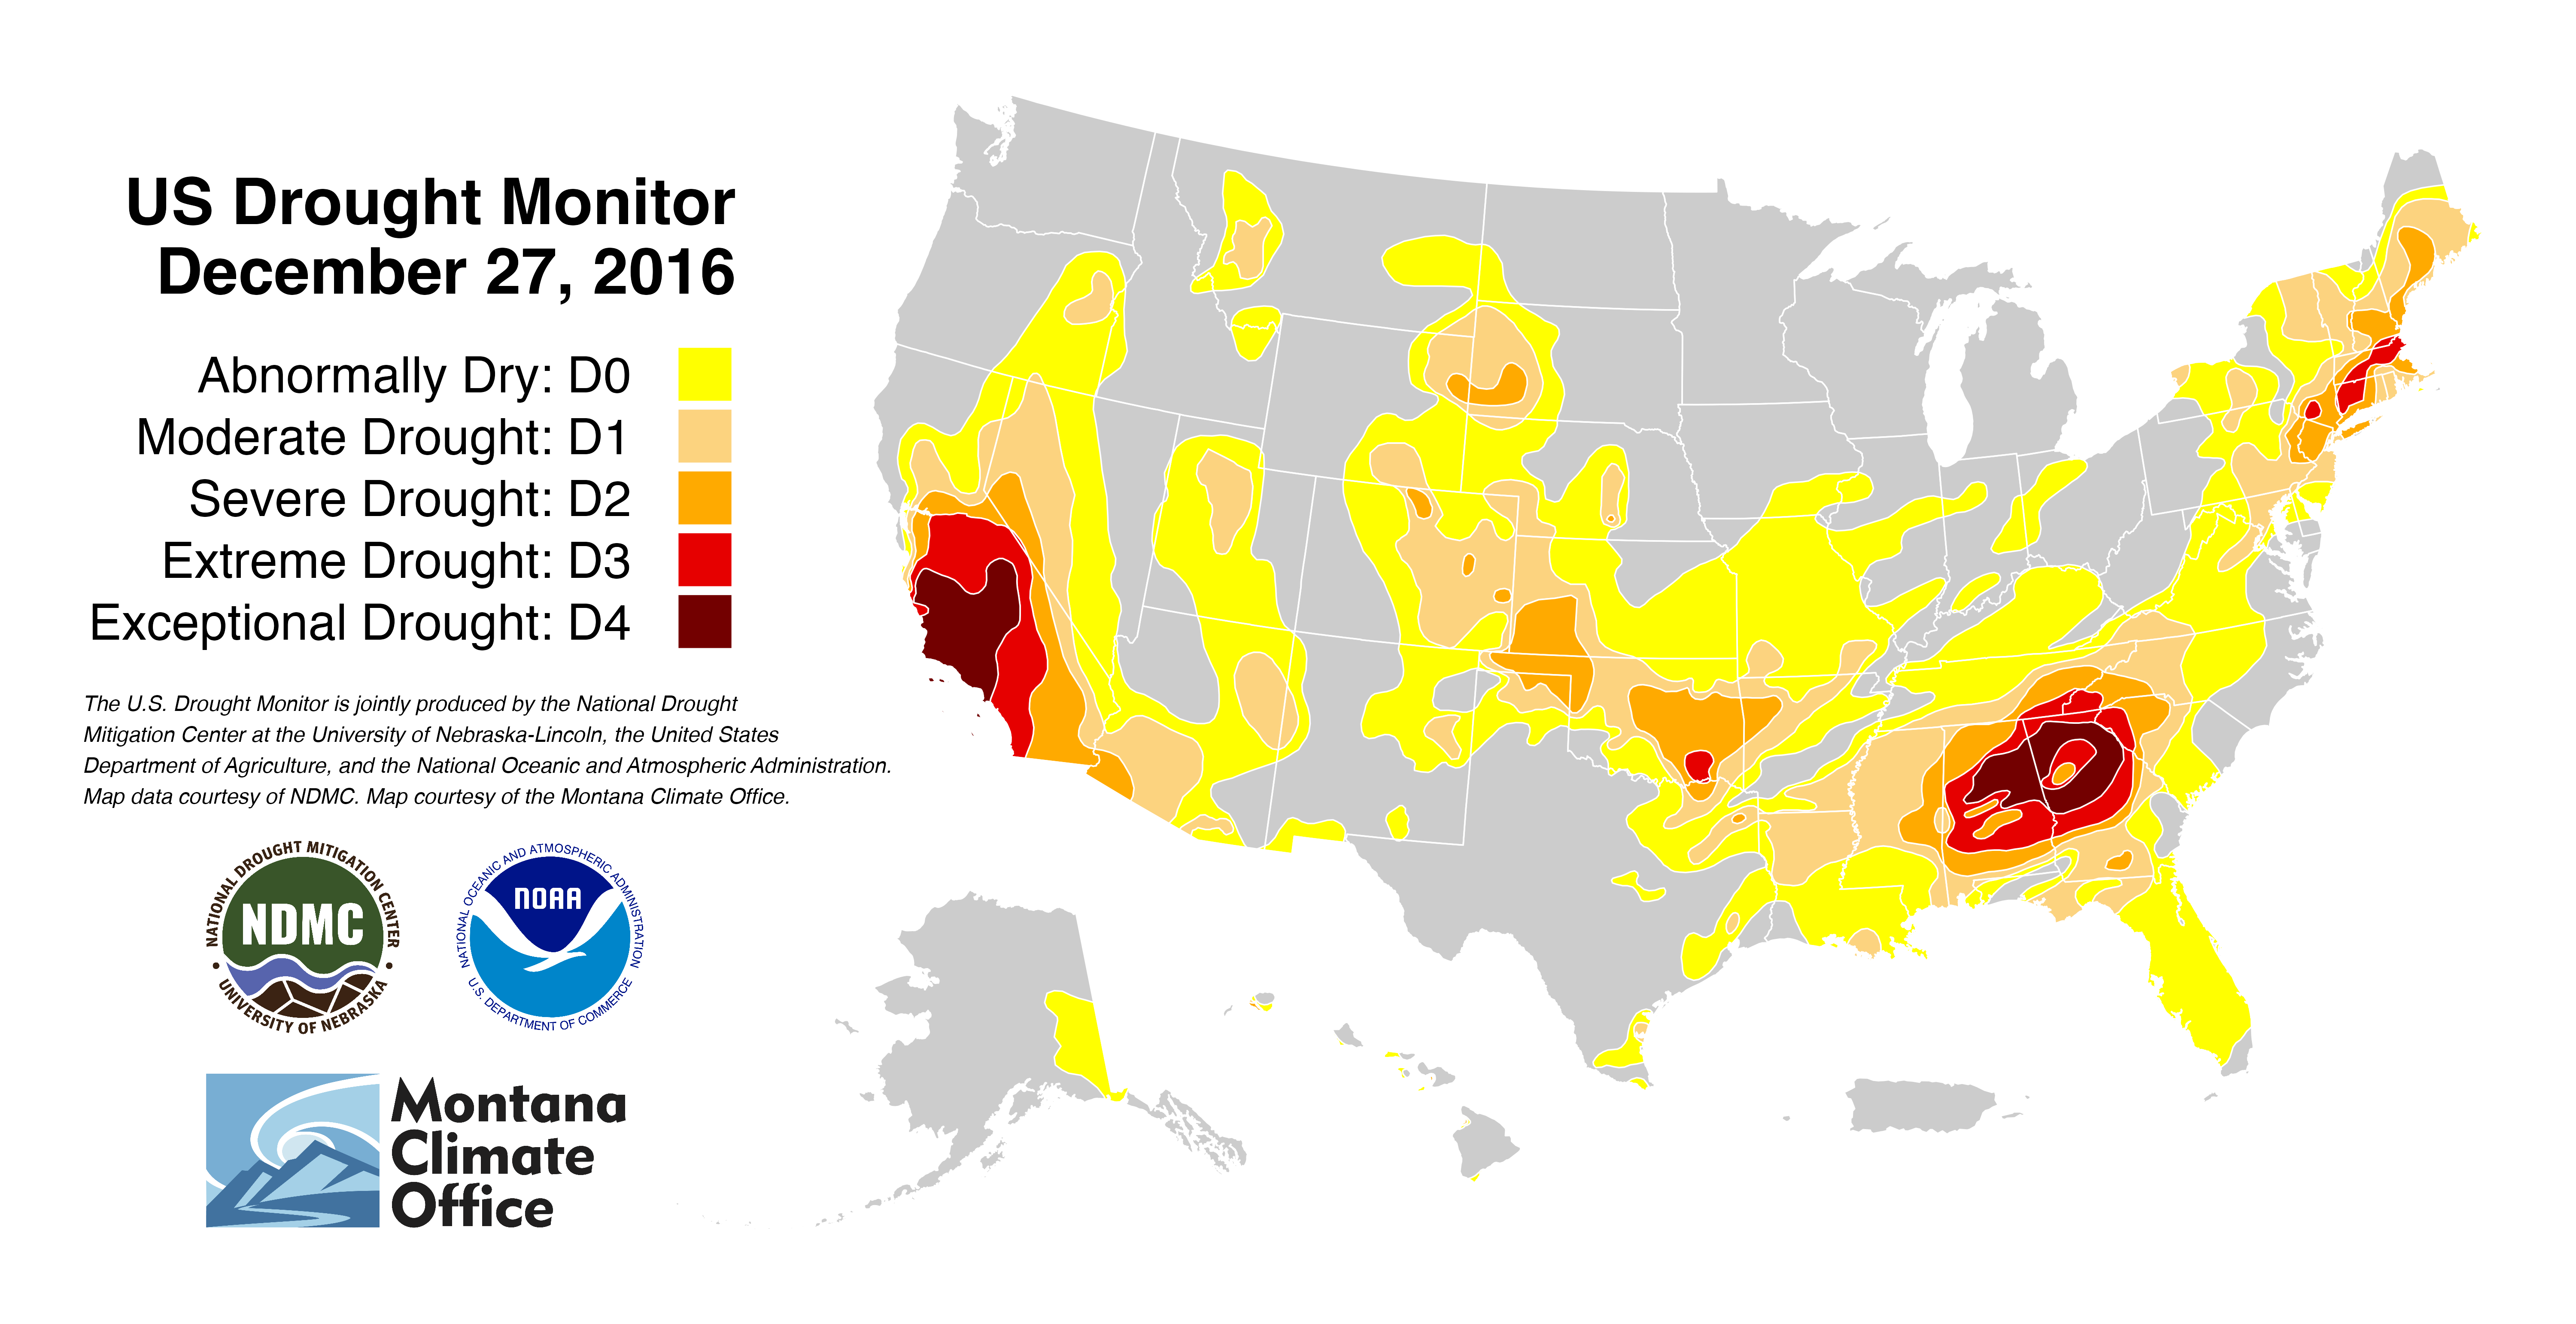 US Drought Monitor
December 27, 2016
Abnormally Dry: D0
Moderate Drought: D1
Severe Drought: D2
Extreme Drought: D3
Exceptional Drought: D4
The U.S. Drought Monitor is jointly produced by the National Drought
Mitigation Center at the University of Nebraska-Lincoln, the United States
Department of Agriculture, and the National Oceanic and Atmospheric Administration.
Map data courtesy of NDMC. Map courtesy of the Montana Climate Office.
NATIONAL DROUGHT MITIGATION CENTER
NDMC
• UNIVERSITY OF NEBRASKA •
NATIONAL OCEANIC AND ATMOSPHERIC ADMINISTRATION
NOAA
U.S. DEPARTMENT OF COMMERCE
Montana
Climate
Office